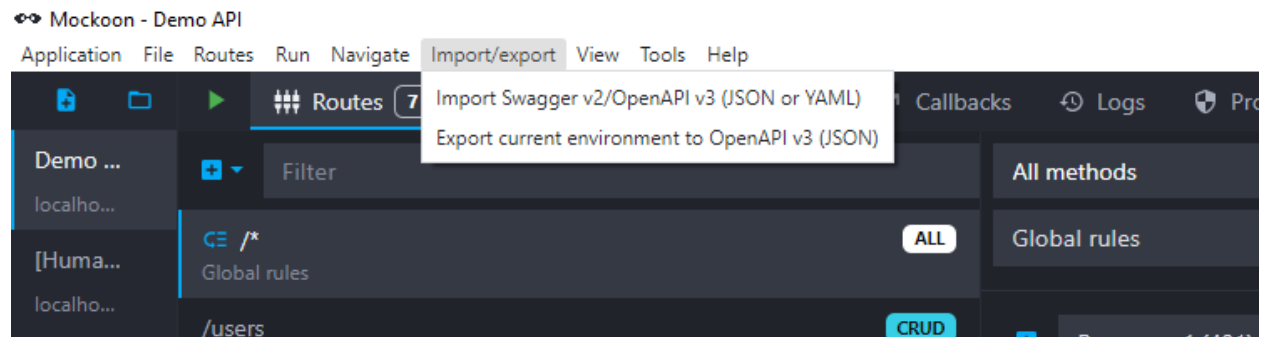 Mockoon - Demo API
Application File Routes Run Navigate Import/export View Tools Help
Routes 7 Callbacks Logs
Import Swagger v2/OpenAPI v3 (JSON or YAML)
Export current environment to OpenAPI v3 (JSON)
Demo ...
localho...
Filter
All methods
/*
ALL
Global rules
Global rules
[Huma...
localho...
/users
CRUD